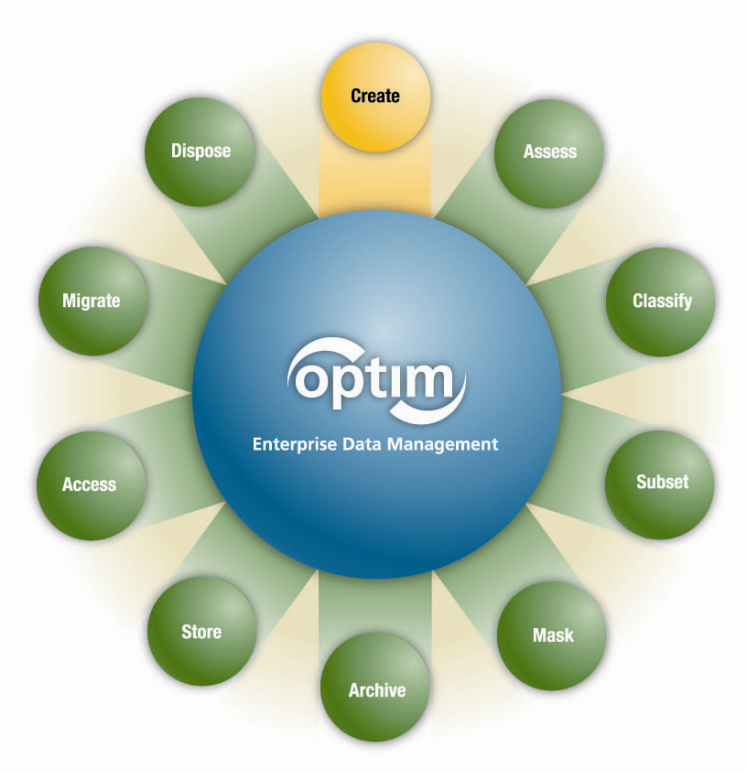 Create
Assess
Classify
Subset
Mask
Archive
Store
Access
Migrate
Dispose
optim
Enterprise Data Management